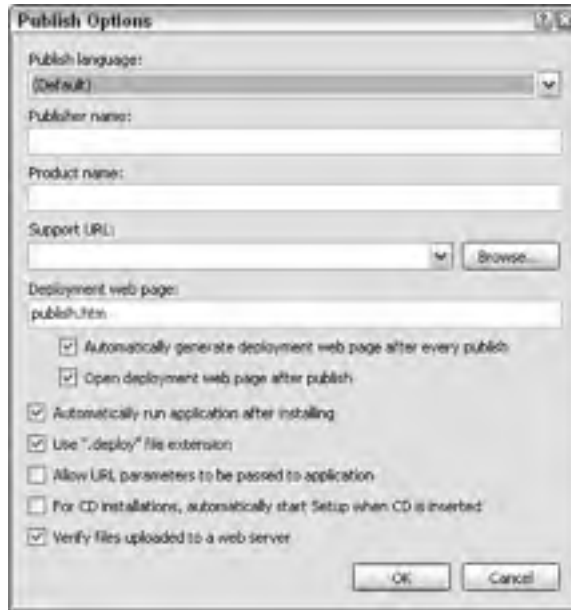 Publish Options
Publish language:
(Default)
Publisher name:
Product name:
Support URL:
Browse...
Deployment web page:
publish.htm
Automatically generate deployment web page after every publish
Open deployment web page after publish
Automatically run application after installing
Use ".deploy" file extension
Allow URL parameters to be passed to application
For CD installations, automatically start Setup when CD is inserted
Verify files uploaded to a web server
OK Cancel